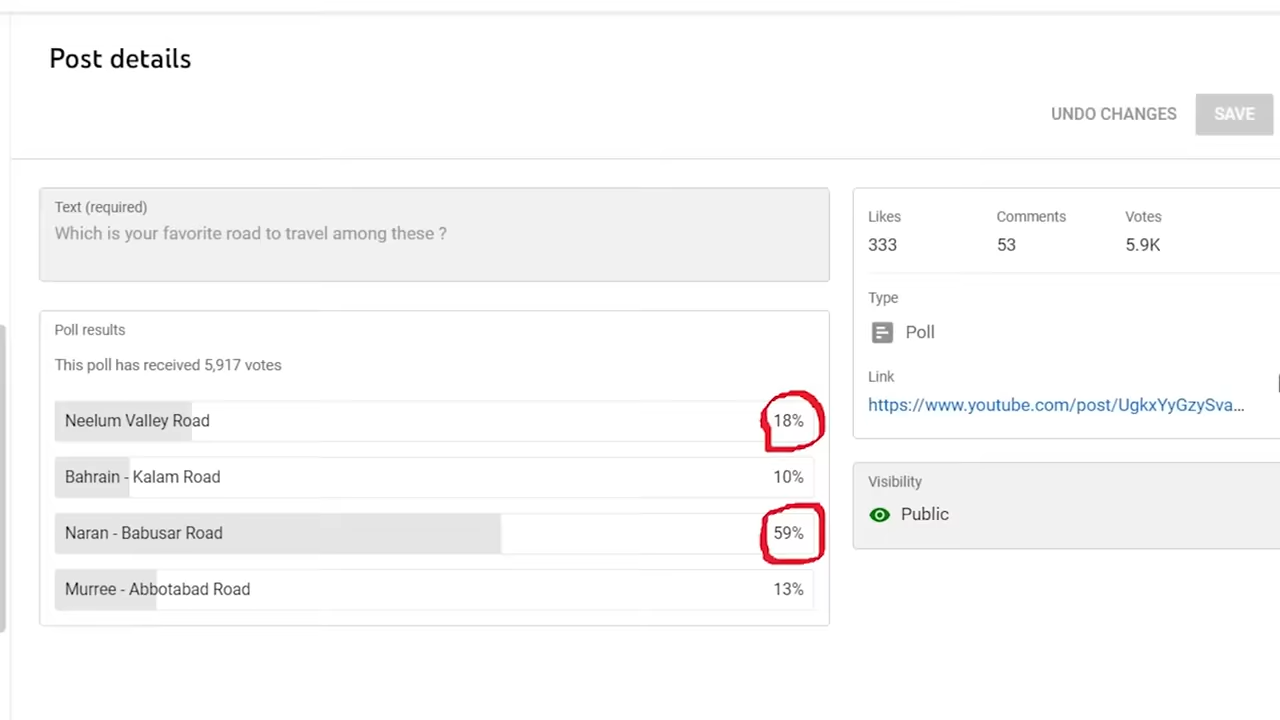 Post details
UNDO CHANGES
SAVE
Text (required)
Which is your favorite road to travel among these ?
Poll results
This poll has received 5,917 votes
Neelum Valley Road 18%
Bahrain - Kalam Road 10%
Naran - Babusar Road 59%
Murree - Abbotabad Road 13%
Likes Comments Votes
333 53 5.9K
Type
Poll
Link
https://www.youtube.com/post/UgkxYyGzySva...
Visibility
Public